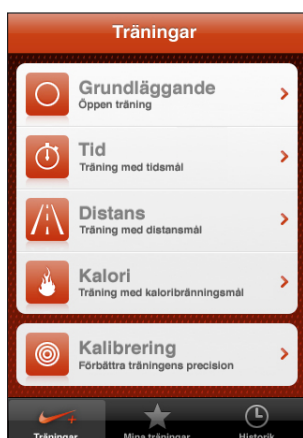 Träningar
Grundläggande
Öppen träning
Tid
Träning med tidsmål
Distans
Träning med distansmål
Kalori
Träning med kaloribränningsmål
Kalibrering
Förbättra träningens precision
Träningar
Mina träningar
Historik